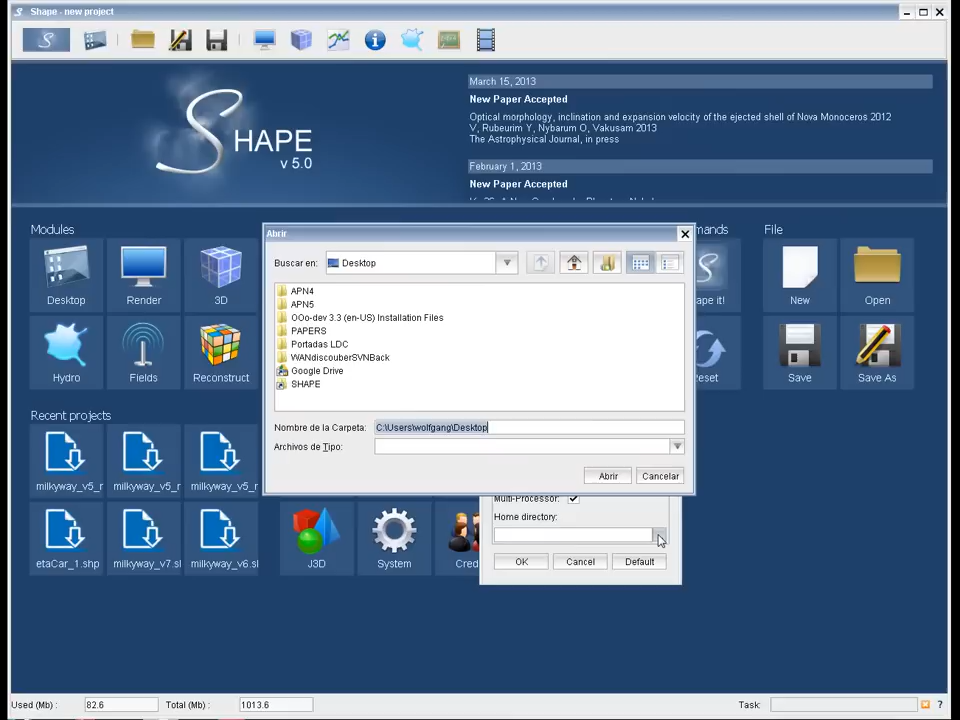 Shape - new project
SHAPE
v 5.0
March 15, 2013
New Paper Accepted
Optical morphology, inclination and expansion velocity of the ejected shell of Nova Monoceros 2012
V, Rubeurim Y, Nybarum O, Vakusam 2013
The Astrophysical Journal, in press
February 1, 2013
New Paper Accepted
Modules
mands
File
Desktop
Render
3D
ape it!
New
Open
Hydro
Fields
Reconstruct
eset
Save
Save As
Recent projects
milkyway_v5_r
milkyway_v5_r
milkyway_v5_r
etaCar_1.shp
milkyway_v7.sl
milkyway_v6.sl
J3D
System
Cred
Abrir
Buscar en:
Desktop
APN4
APN5
OOo-dev 3.3 (en-US) Installation Files
PAPERS
Portadas LDC
WANdiscouberSVNBack
Google Drive
SHAPE
Nombre de la Carpeta:
C:\Users\wolfgang\Desktop
Archivos de Tipo:
Abrir
Cancelar
Multi-Processor:
Home directory:
OK
Cancel
Default
Used (Mb) :
82.6
Total (Mb) :
1013.6
Task:
?